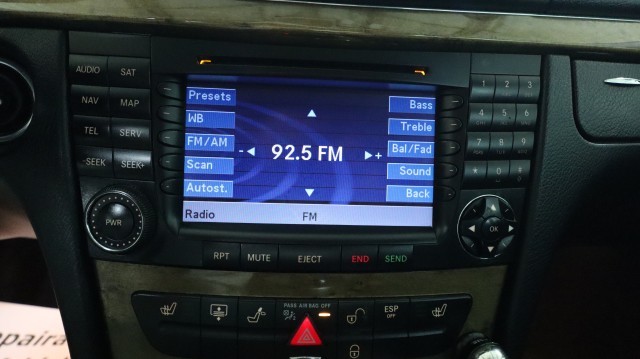 AUDIO SAT
NAV MAP
TEL SERV
SEEK SEEK+
PWR
Presets
WB
FM/AM
Scan
Autost.
- 92.5 FM +
Bass
Treble
Bal/Fad
Sound
Back
Radio FM
1 2 3
4 5 6
7 8 9
* 0 #
OK
RPT MUTE EJECT END SEND
PASS AIR BAG OFF
ESP
OFF
epaira